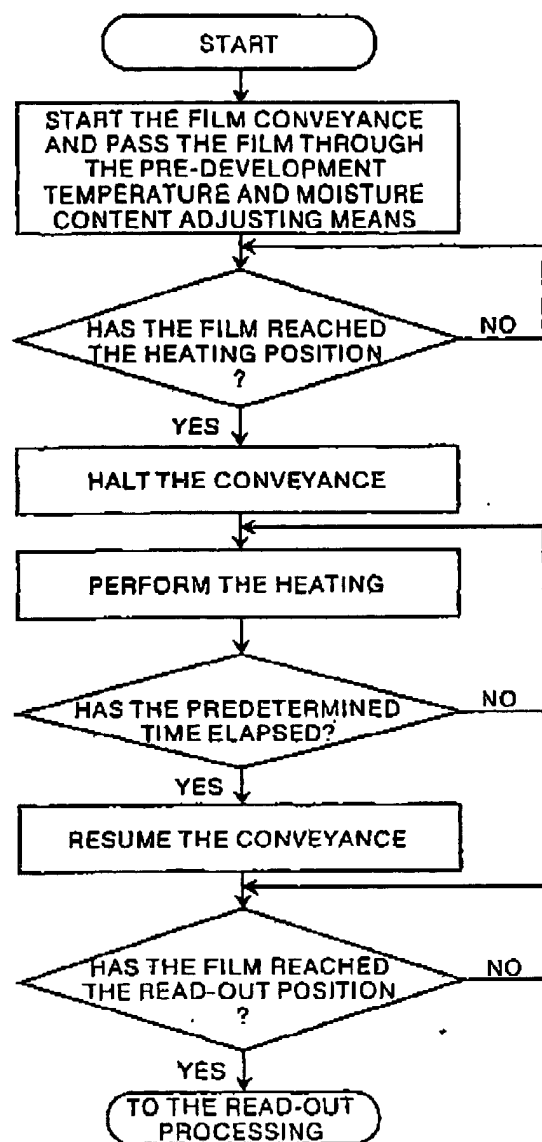 START
START THE FILM CONVEYANCE
AND PASS THE FILM THROUGH
THE PRE-DEVELOPMENT
TEMPERATURE AND MOISTURE
CONTENT ADJUSTING MEANS
HAS THE FILM REACHED
THE HEATING POSITION
?
NO
YES
HALT THE CONVEYANCE
PERFORM THE HEATING
HAS THE PREDETERMINED
TIME ELAPSED?
NO
YES
RESUME THE CONVEYANCE
HAS THE FILM REACHED
THE READ-OUT POSITION
?
NO
YES
TO THE READ-OUT
PROCESSING